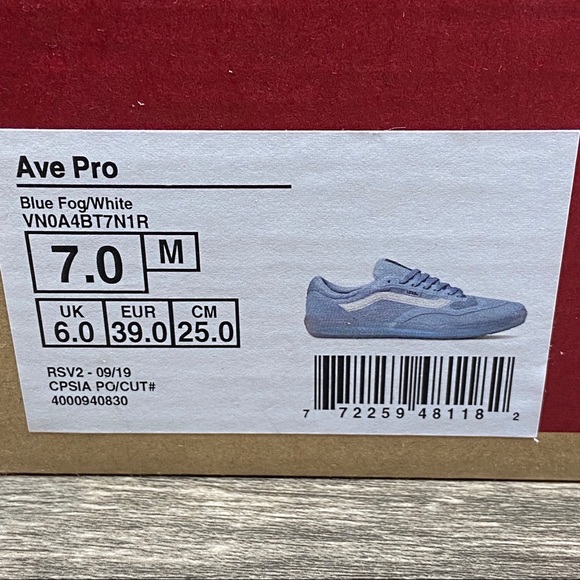 Ave Pro
Blue Fog/White
VN0A4BT7N1R
7.0 M
UK EUR CM
6.0 39.0 25.0
RSV2 - 09/19
CPSIA PO/CUT#
4000940830
7 72259 48118 2